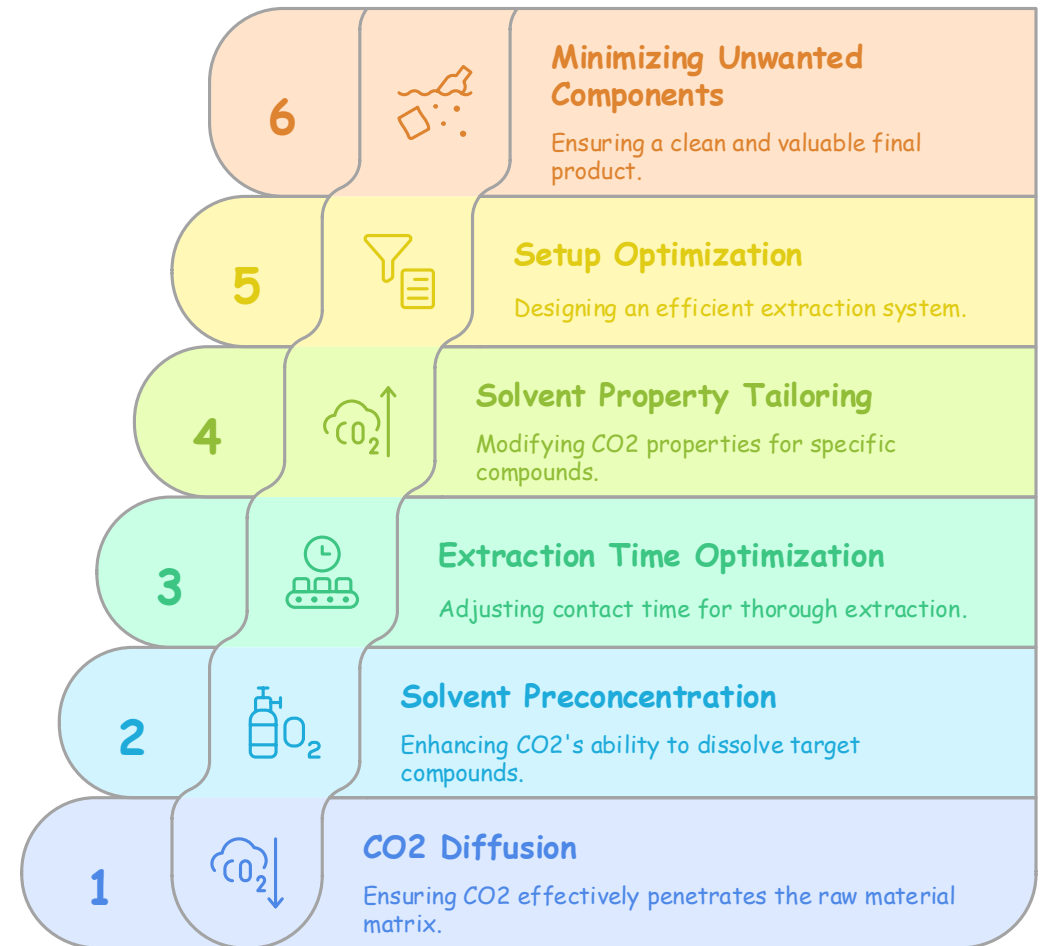 6
Minimizing Unwanted
Components
Ensuring a clean and valuable final
product.
5
Setup Optimization
Designing an efficient extraction system.
4
CO2
Solvent Property Tailoring
Modifying CO2 properties for specific
compounds.
3
Extraction Time Optimization
Adjusting contact time for thorough extraction.
2
O2
Solvent Preconcentration
Enhancing CO2's ability to dissolve target
compounds.
1
CO2
CO2 Diffusion
Ensuring CO2 effectively penetrates the raw material
matrix.